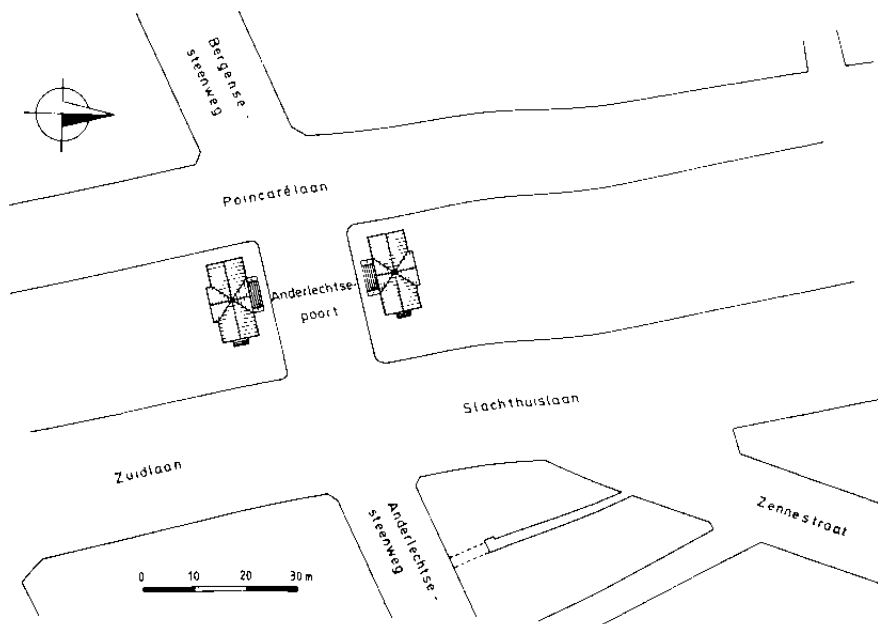 Bergense-
steenweg
Poincarélaan
Anderlechtse-
poort
Slachthuislaan
Zuidlaan
Anderlechtse-
steenweg
Zennestraat
0 10 20 30 m